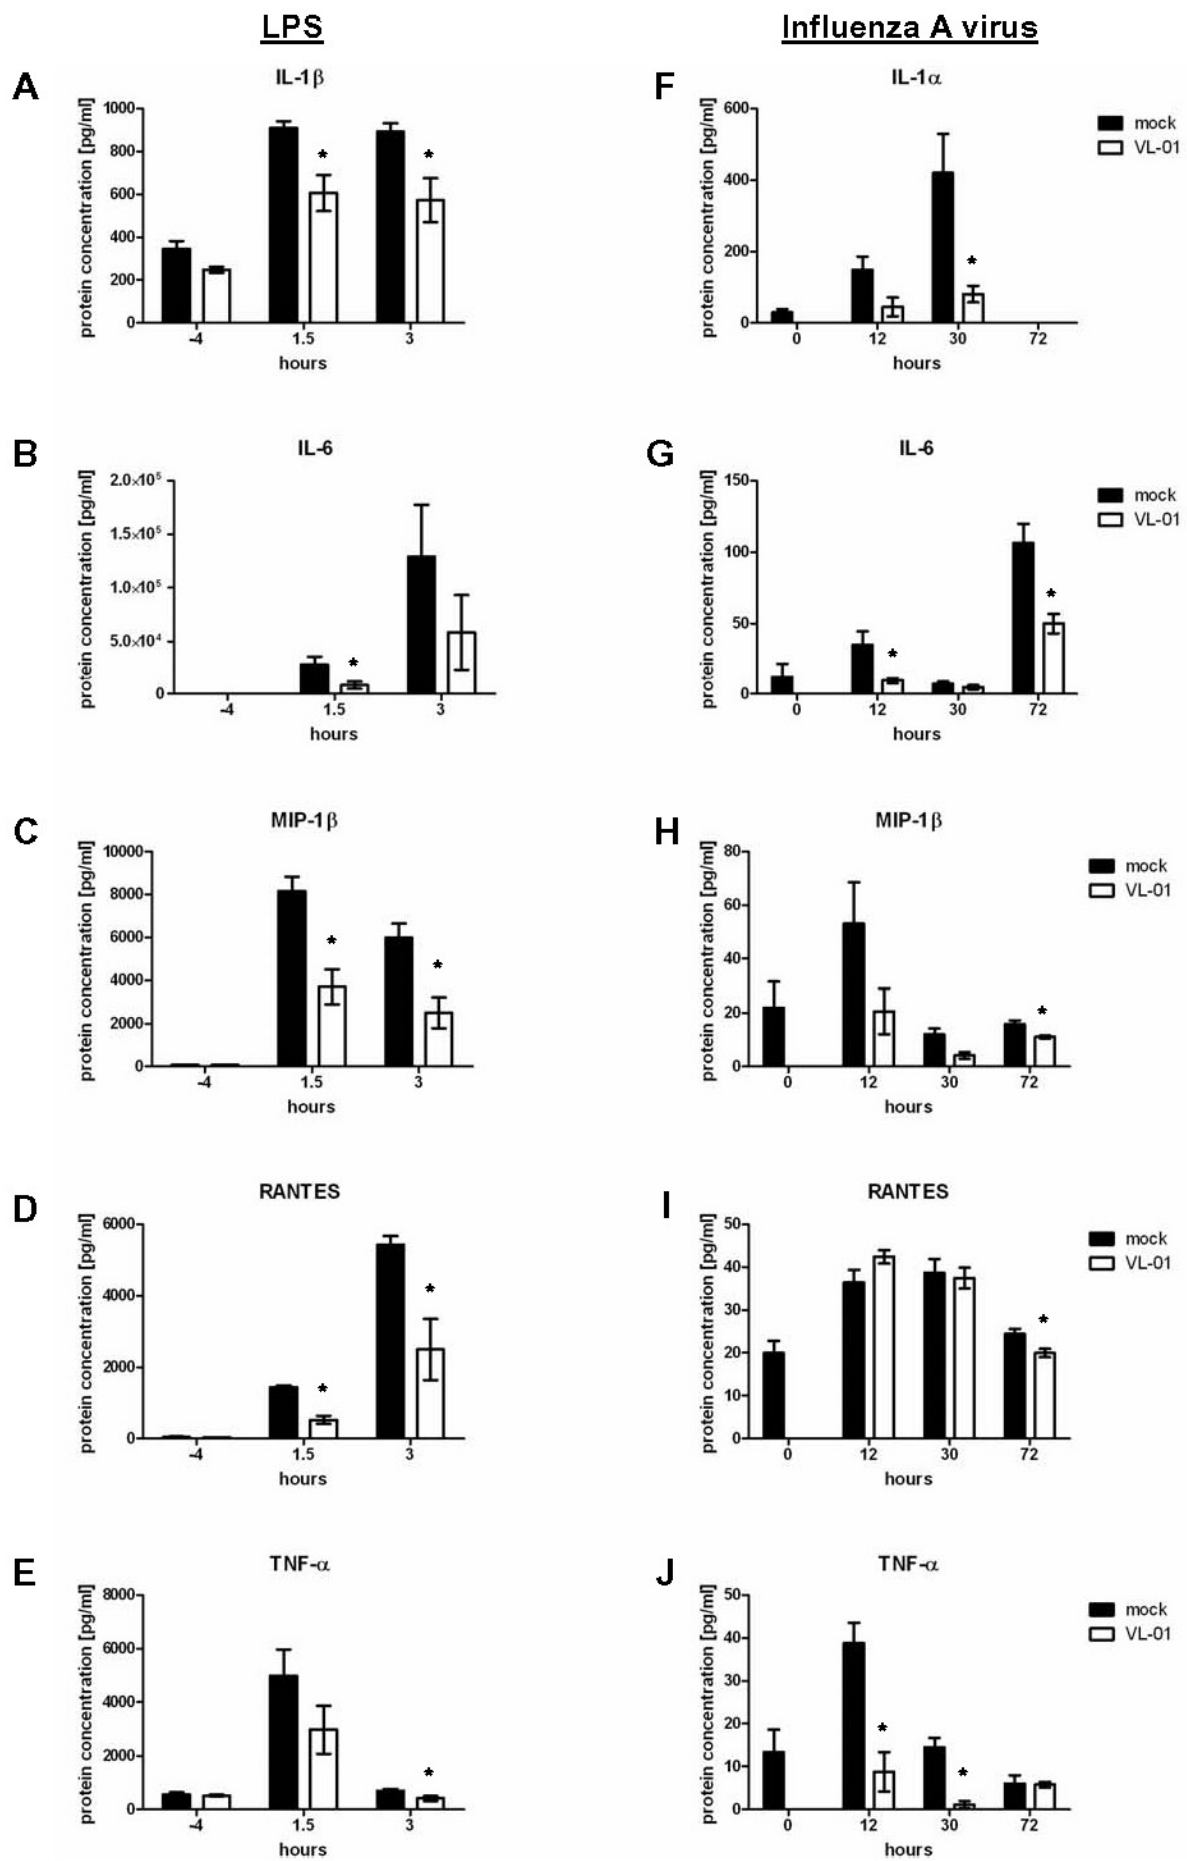 LPS
Influenza A virus
A
IL-1β
protein concentration [pg/ml]
1000
800
600
400
200
0
*
*
-4
1.5
3
hours
F
IL-1α
protein concentration [pg/ml]
600
400
200
0
*
0
12
30
72
hours
mock
VL-01
B
IL-6
protein concentration [pg/ml]
2.0×10⁵
1.5×10⁵
1.0×10⁵
5.0×10⁴
0
*
-4
1.5
3
hours
G
IL-6
protein concentration [pg/ml]
150
100
50
0
*
*
0
12
30
72
hours
mock
VL-01
C
MIP-1β
protein concentration [pg/ml]
10000
8000
6000
4000
2000
0
*
*
-4
1.5
3
hours
H
MIP-1β
protein concentration [pg/ml]
80
60
40
20
0
*
0
12
30
72
hours
mock
VL-01
D
RANTES
protein concentration [pg/ml]
6000
4000
2000
0
*
*
-4
1.5
3
hours
I
RANTES
protein concentration [pg/ml]
50
40
30
20
10
0
*
0
12
30
72
hours
mock
VL-01
E
TNF-α
protein concentration [pg/ml]
8000
6000
4000
2000
0
*
-4
1.5
3
hours
J
TNF-α
protein concentration [pg/ml]
50
40
30
20
10
0
*
*
0
12
30
72
hours
mock
VL-01